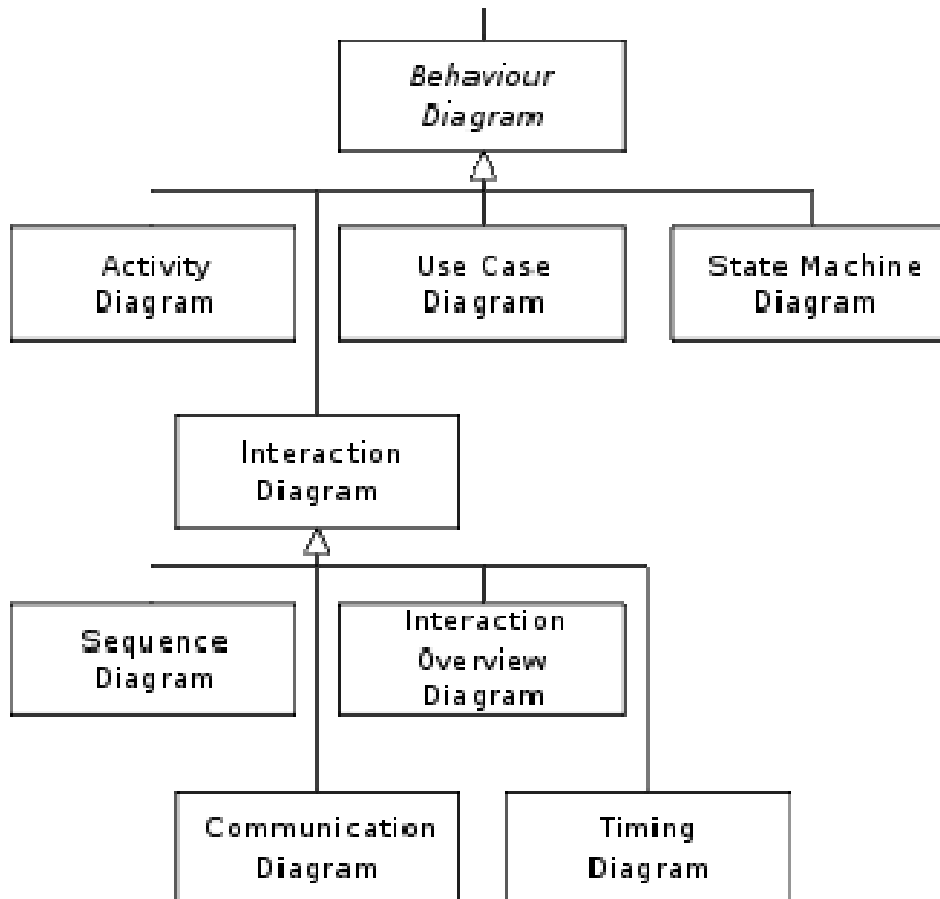 Behaviour
Diagram
Activity
Diagram
Use Case
Diagram
State Machine
Diagram
Interaction
Diagram
Sequence
Diagram
Interaction
Overview
Diagram
Communication
Diagram
Timing
Diagram